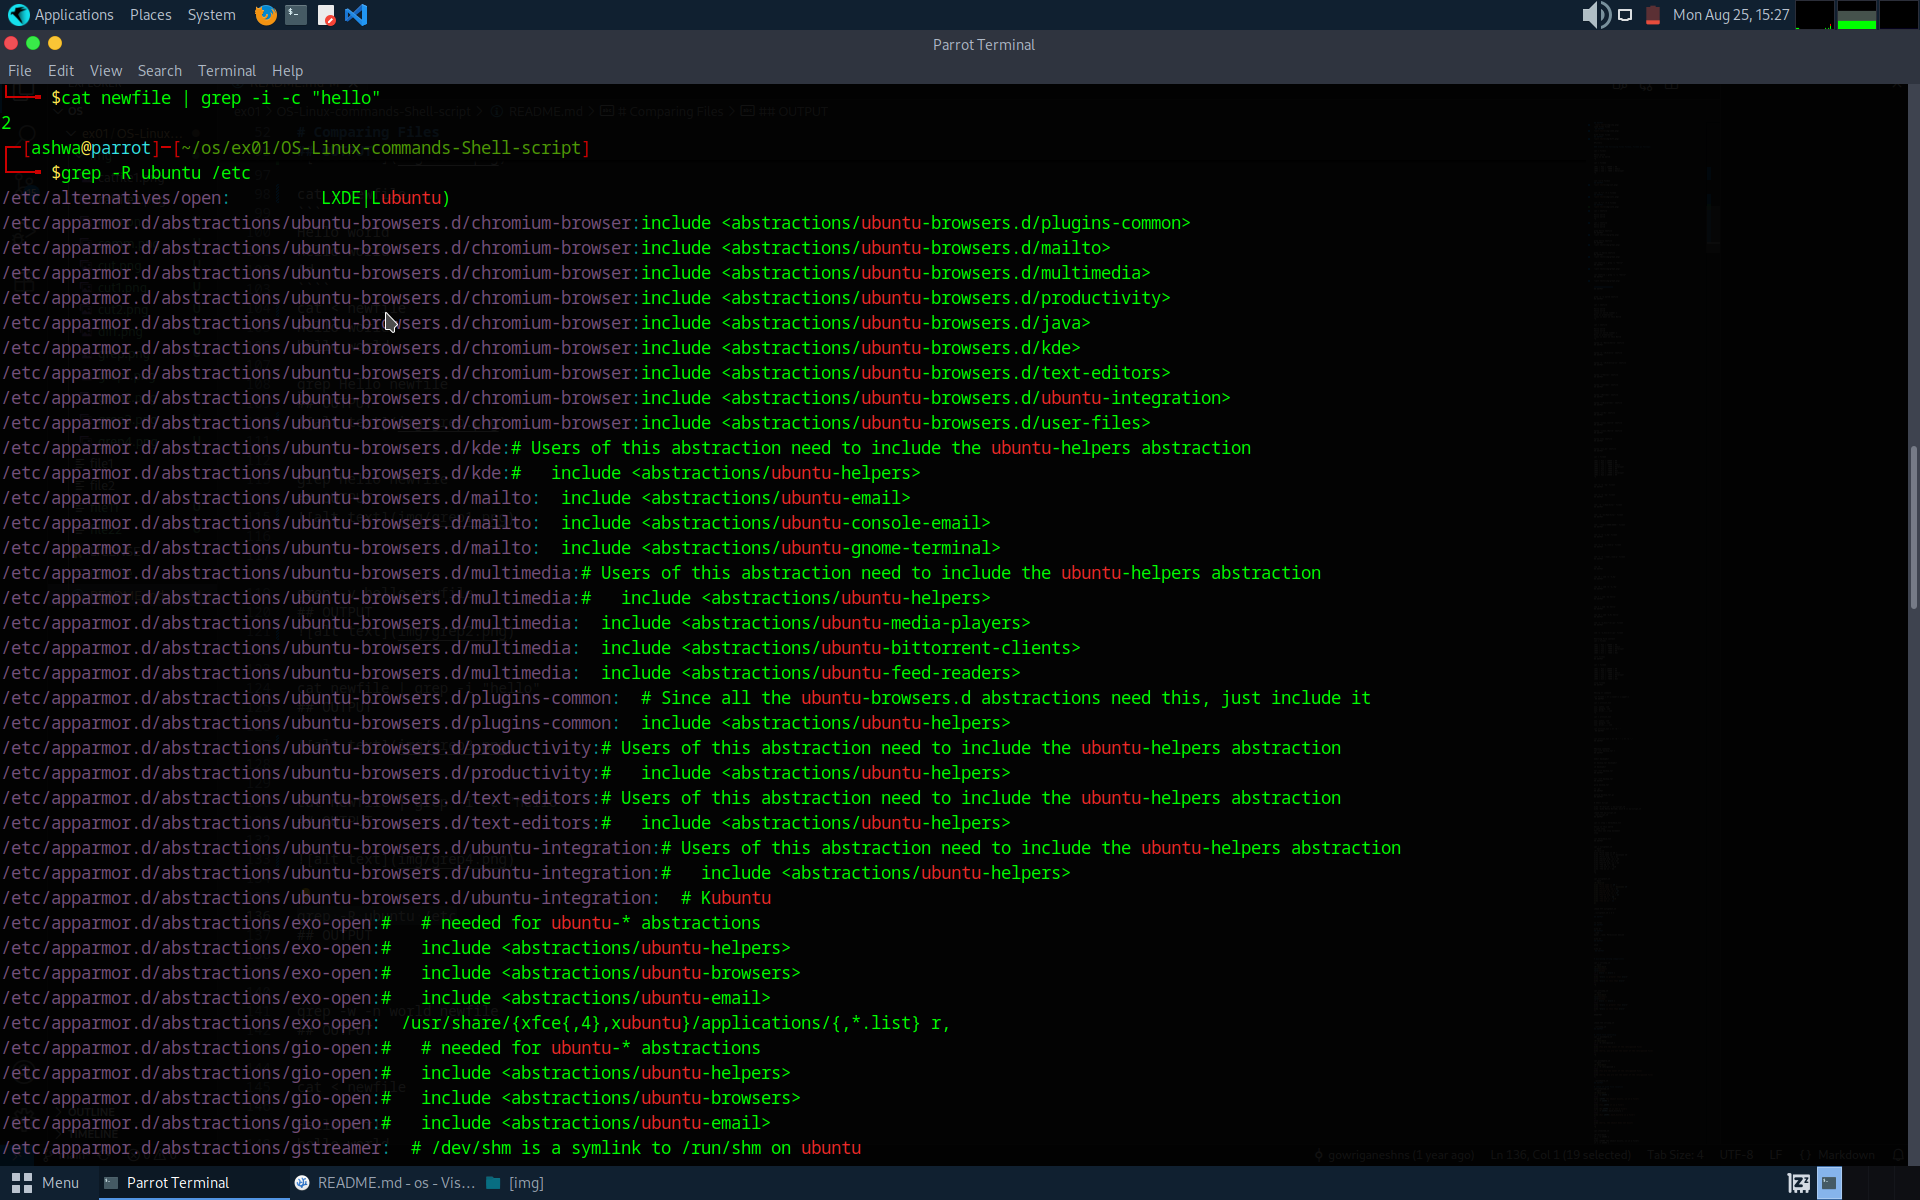 Applications Places System
Mon Aug 25, 15:27
Parrot Terminal
File Edit View Search Terminal Help
$cat newfile | grep -i -c "hello"
2
[ashwa@parrot]─[~/os/ex01/OS-Linux-commands-Shell-script]
$grep -R ubuntu /etc
/etc/alternatives/open:         LXDE|Lubuntu)
/etc/apparmor.d/abstractions/ubuntu-browsers.d/chromium-browser:include <abstractions/ubuntu-browsers.d/plugins-common>
/etc/apparmor.d/abstractions/ubuntu-browsers.d/chromium-browser:include <abstractions/ubuntu-browsers.d/mailto>
/etc/apparmor.d/abstractions/ubuntu-browsers.d/chromium-browser:include <abstractions/ubuntu-browsers.d/multimedia>
/etc/apparmor.d/abstractions/ubuntu-browsers.d/chromium-browser:include <abstractions/ubuntu-browsers.d/productivity>
/etc/apparmor.d/abstractions/ubuntu-browsers.d/chromium-browser:include <abstractions/ubuntu-browsers.d/java>
/etc/apparmor.d/abstractions/ubuntu-browsers.d/chromium-browser:include <abstractions/ubuntu-browsers.d/kde>
/etc/apparmor.d/abstractions/ubuntu-browsers.d/chromium-browser:include <abstractions/ubuntu-browsers.d/text-editors>
/etc/apparmor.d/abstractions/ubuntu-browsers.d/chromium-browser:include <abstractions/ubuntu-browsers.d/ubuntu-integration>
/etc/apparmor.d/abstractions/ubuntu-browsers.d/chromium-browser:include <abstractions/ubuntu-browsers.d/user-files>
/etc/apparmor.d/abstractions/ubuntu-browsers.d/kde:# Users of this abstraction need to include the ubuntu-helpers abstraction
/etc/apparmor.d/abstractions/ubuntu-browsers.d/kde:#   include <abstractions/ubuntu-helpers>
/etc/apparmor.d/abstractions/ubuntu-browsers.d/mailto:  include <abstractions/ubuntu-email>
/etc/apparmor.d/abstractions/ubuntu-browsers.d/mailto:  include <abstractions/ubuntu-console-email>
/etc/apparmor.d/abstractions/ubuntu-browsers.d/mailto:  include <abstractions/ubuntu-gnome-terminal>
/etc/apparmor.d/abstractions/ubuntu-browsers.d/multimedia:# Users of this abstraction need to include the ubuntu-helpers abstraction
/etc/apparmor.d/abstractions/ubuntu-browsers.d/multimedia:#   include <abstractions/ubuntu-helpers>
/etc/apparmor.d/abstractions/ubuntu-browsers.d/multimedia:  include <abstractions/ubuntu-media-players>
/etc/apparmor.d/abstractions/ubuntu-browsers.d/multimedia:  include <abstractions/ubuntu-bittorrent-clients>
/etc/apparmor.d/abstractions/ubuntu-browsers.d/multimedia:  include <abstractions/ubuntu-feed-readers>
/etc/apparmor.d/abstractions/ubuntu-browsers.d/plugins-common:  # Since all the ubuntu-browsers.d abstractions need this, just include it
/etc/apparmor.d/abstractions/ubuntu-browsers.d/plugins-common:  include <abstractions/ubuntu-helpers>
/etc/apparmor.d/abstractions/ubuntu-browsers.d/productivity:# Users of this abstraction need to include the ubuntu-helpers abstraction
/etc/apparmor.d/abstractions/ubuntu-browsers.d/productivity:#   include <abstractions/ubuntu-helpers>
/etc/apparmor.d/abstractions/ubuntu-browsers.d/text-editors:# Users of this abstraction need to include the ubuntu-helpers abstraction
/etc/apparmor.d/abstractions/ubuntu-browsers.d/text-editors:#   include <abstractions/ubuntu-helpers>
/etc/apparmor.d/abstractions/ubuntu-browsers.d/ubuntu-integration:# Users of this abstraction need to include the ubuntu-helpers abstraction
/etc/apparmor.d/abstractions/ubuntu-browsers.d/ubuntu-integration:#   include <abstractions/ubuntu-helpers>
/etc/apparmor.d/abstractions/ubuntu-browsers.d/ubuntu-integration:  # Kubuntu
/etc/apparmor.d/abstractions/exo-open:#   # needed for ubuntu-* abstractions
/etc/apparmor.d/abstractions/exo-open:#   include <abstractions/ubuntu-helpers>
/etc/apparmor.d/abstractions/exo-open:#   include <abstractions/ubuntu-browsers>
/etc/apparmor.d/abstractions/exo-open:#   include <abstractions/ubuntu-email>
/etc/apparmor.d/abstractions/exo-open:  /usr/share/{xfce{,4},xubuntu}/applications/{,*.list} r,
/etc/apparmor.d/abstractions/gio-open:#   # needed for ubuntu-* abstractions
/etc/apparmor.d/abstractions/gio-open:#   include <abstractions/ubuntu-helpers>
/etc/apparmor.d/abstractions/gio-open:#   include <abstractions/ubuntu-browsers>
/etc/apparmor.d/abstractions/gio-open:#   include <abstractions/ubuntu-email>
/etc/apparmor.d/abstractions/gstreamer:  # /dev/shm is a symlink to /run/shm on ubuntu
Menu Parrot Terminal README.md - os - Vis... [img]